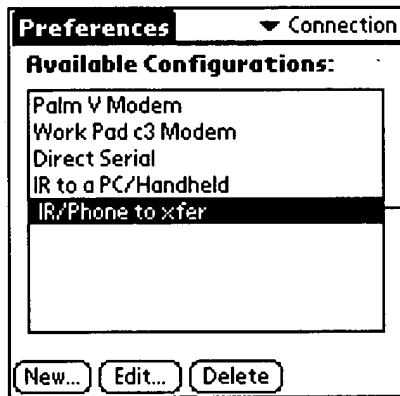 Preferences ▼ Connection
Available Configurations:
Palm V Modem
Work Pad c3 Modem
Direct Serial
IR to a PC/Handheld
IR/Phone to xfer
New... Edit... Delete